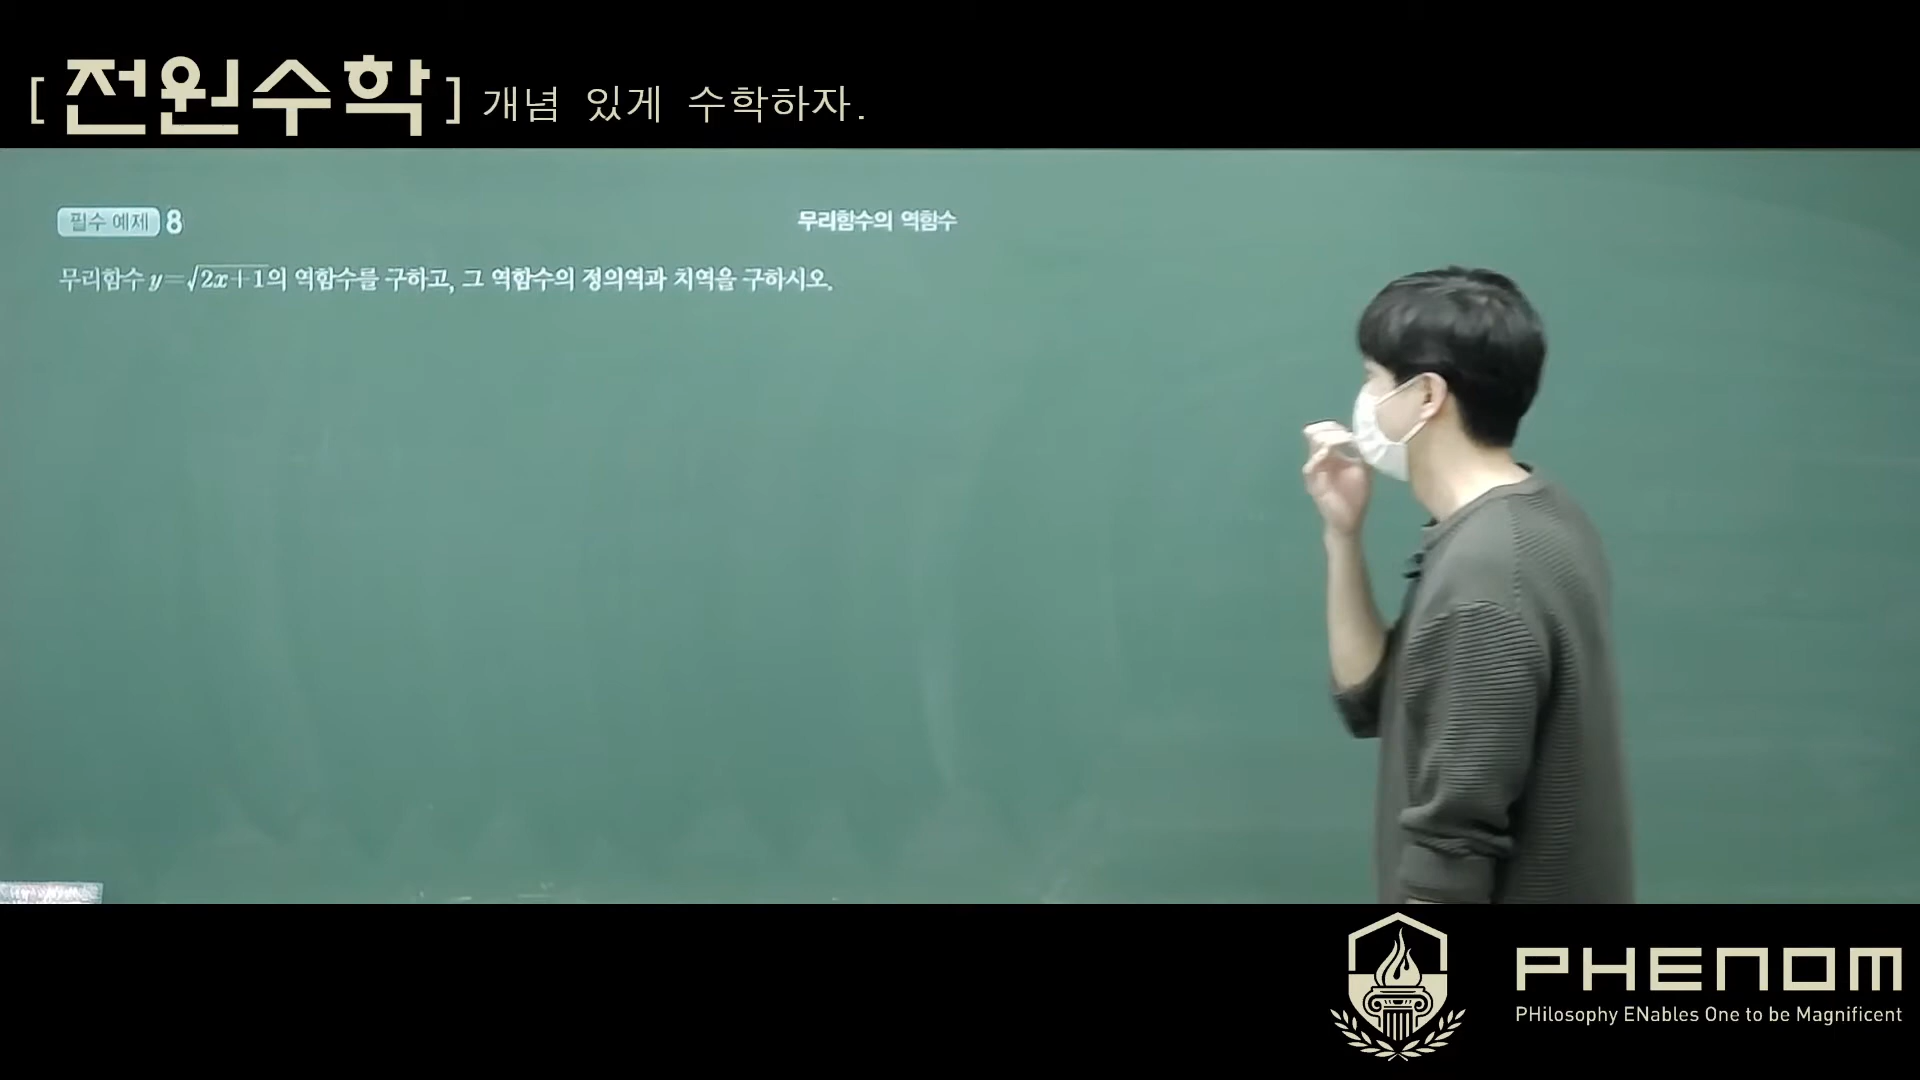 [전원수학] 개념 있게 수학하자.
필수 예제 8
무리함수의 역함수
무리함수 y=√2x+1의 역함수를 구하고, 그 역함수의 정의역과 치역을 구하시오.
PHENOM
PHilosophy ENables One to be Magnificent